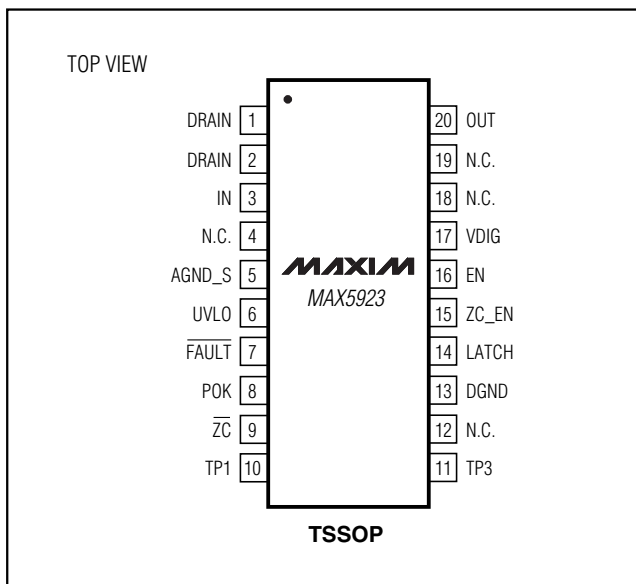 TOP VIEW
DRAIN 1
DRAIN 2
IN 3
N.C. 4
AGND_S 5
UVLO 6
FAULT 7
POK 8
ZC 9
TP1 10
MAXIM
MAX5923
20 OUT
19 N.C.
18 N.C.
17 VDIG
16 EN
15 ZC_EN
14 LATCH
13 DGND
12 N.C.
11 TP3
TSSOP